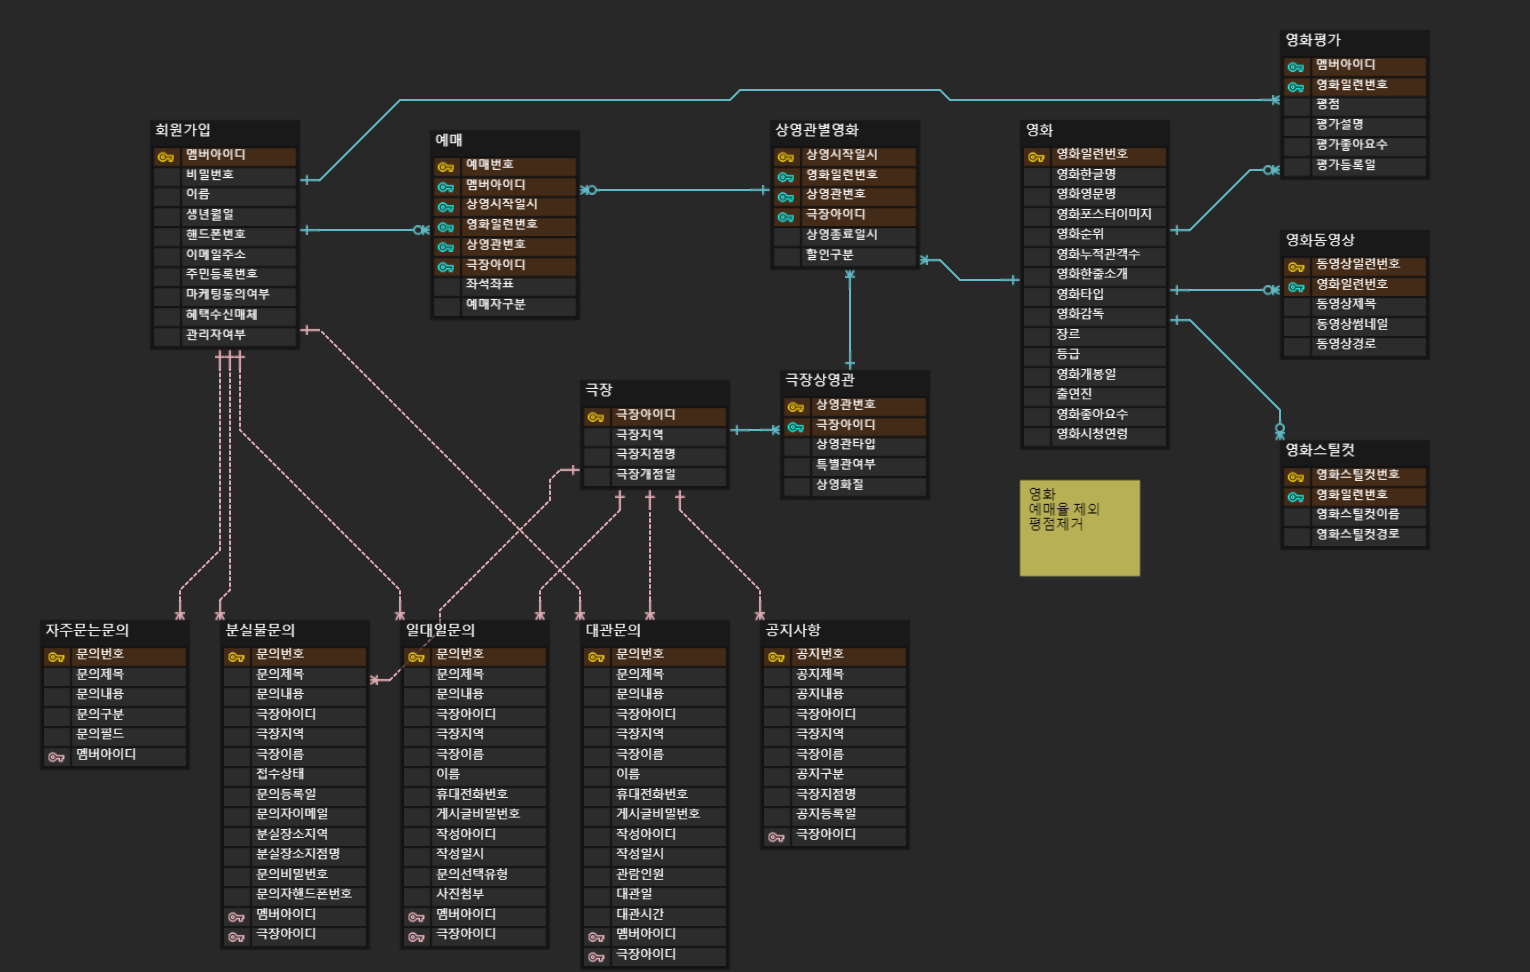 회원가입
멤버아이디
비밀번호
이름
생년월일
핸드폰번호
이메일주소
주민등록번호
마케팅동의여부
혜택수신매체
관리자여부
예매
예매번호
멤버아이디
상영시작일시
영화일련번호
상영관번호
극장아이디
좌석좌표
예매자구분
상영관별영화
상영시작일시
영화일련번호
상영관번호
극장아이디
상영종료일시
할인구분
영화
영화일련번호
영화한글명
영화영문명
영화포스터이미지
영화순위
영화누적관객수
영화한줄소개
영화타입
영화감독
장르
등급
영화개봉일
출연진
영화좋아요수
영화시청연령
영화평가
멤버아이디
영화일련번호
평점
평가설명
평가좋아요수
평가등록일
영화동영상
동영상일련번호
영화일련번호
동영상제목
동영상썸네일
동영상경로
극장
극장아이디
극장지역
극장지점명
극장개점일
극장상영관
상영관번호
극장아이디
상영관타입
특별관여부
상영화질
영화스틸컷
영화스틸컷번호
영화일련번호
영화스틸컷이름
영화스틸컷경로
영화
예매율 제외
평점제거
자주묻는문의
문의번호
문의제목
문의내용
문의구분
문의필드
멤버아이디
분실물문의
문의번호
문의제목
문의내용
극장아이디
극장지역
극장이름
접수상태
문의등록일
문의자이메일
분실장소지역
분실장소지점명
문의비밀번호
문의자핸드폰번호
멤버아이디
극장아이디
일대일문의
문의번호
문의제목
문의내용
극장아이디
극장지역
극장이름
이름
휴대전화번호
게시글비밀번호
작성아이디
작성일시
문의선택유형
사진첨부
멤버아이디
극장아이디
대관문의
문의번호
문의제목
문의내용
극장아이디
극장지역
극장이름
이름
휴대전화번호
게시글비밀번호
작성아이디
작성일시
관람인원
대관일
대관시간
멤버아이디
극장아이디
공지사항
공지번호
공지제목
공지내용
극장아이디
극장지역
극장이름
공지구분
극장지점명
공지등록일
극장아이디